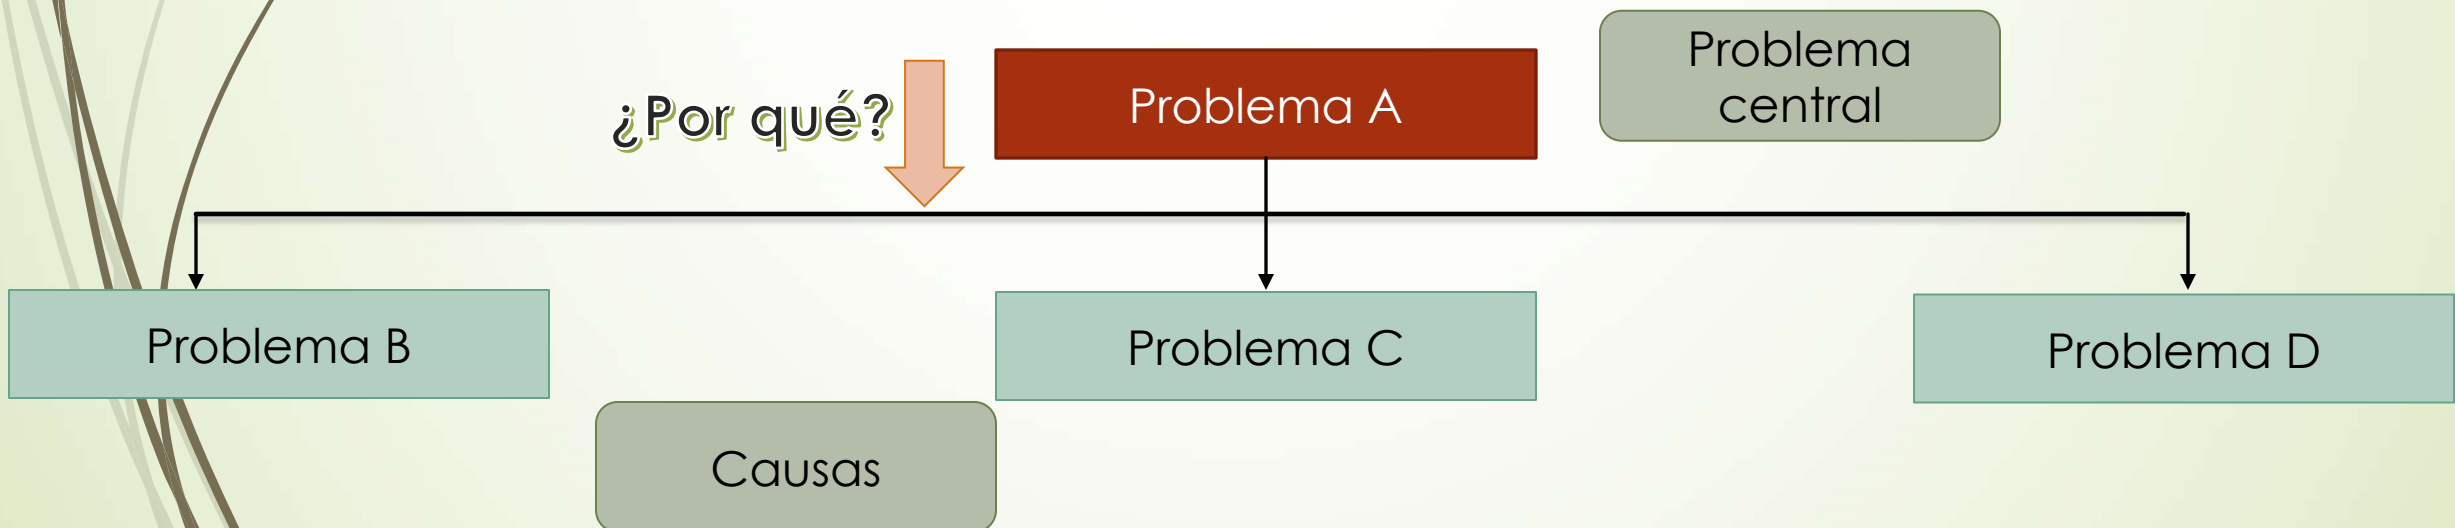 Problema
central
Problema A
¿Por qué?
Problema B
Problema C
Problema D
Causas